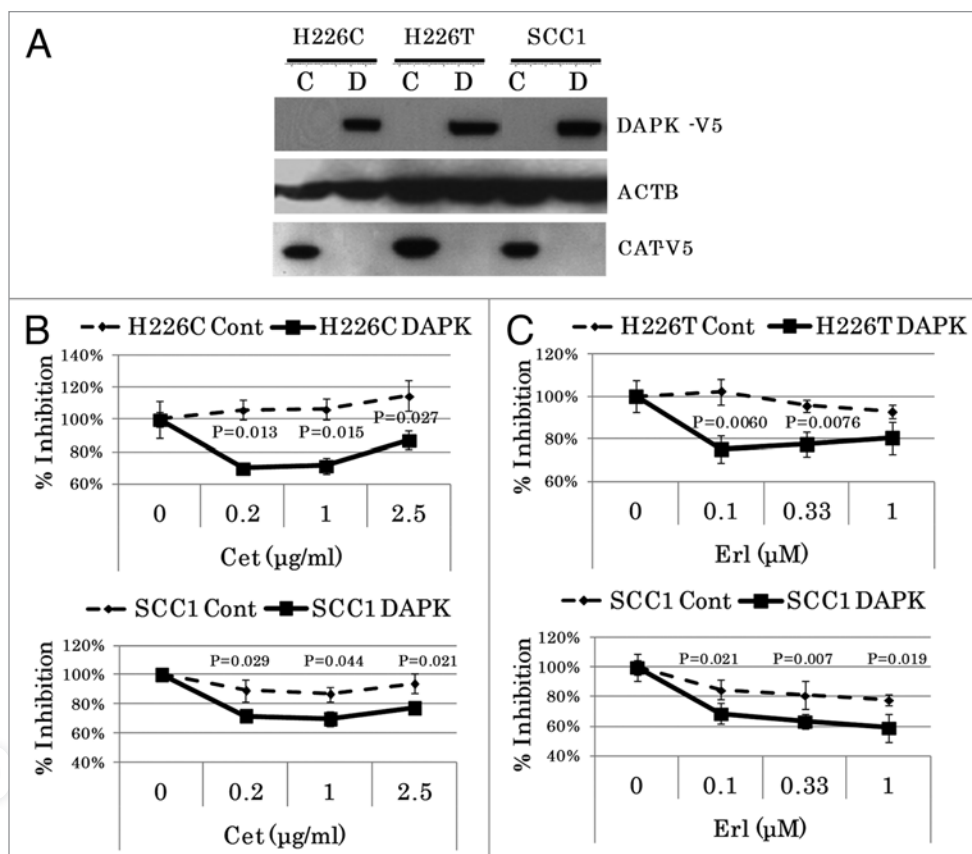 A
H226C H226T SCC1
C D C D C D
DAPK -V5
ACTB
CAT-V5
B
H226C Cont H226C DAPK
% Inhibition
140%
120%
100%
80%
60%
P=0.013 P=0.015 P=0.027
0 0.2 1 2.5
Cet (µg/ml)
SCC1 Cont SCC1 DAPK
% Inhibition
120%
100%
80%
60%
40%
P=0.029 P=0.044 P=0.021
0 0.2 1 2.5
Cet (µg/ml)
C
H226T Cont H226T DAPK
% Inhibition
120%
100%
80%
60%
P=0.0060 P=0.0076
0 0.1 0.33 1
Erl (µM)
SCC1 Cont SCC1 DAPK
% Inhibition
120%
100%
80%
60%
40%
P=0.021 P=0.007 P=0.019
0 0.1 0.33 1
Erl (µM)